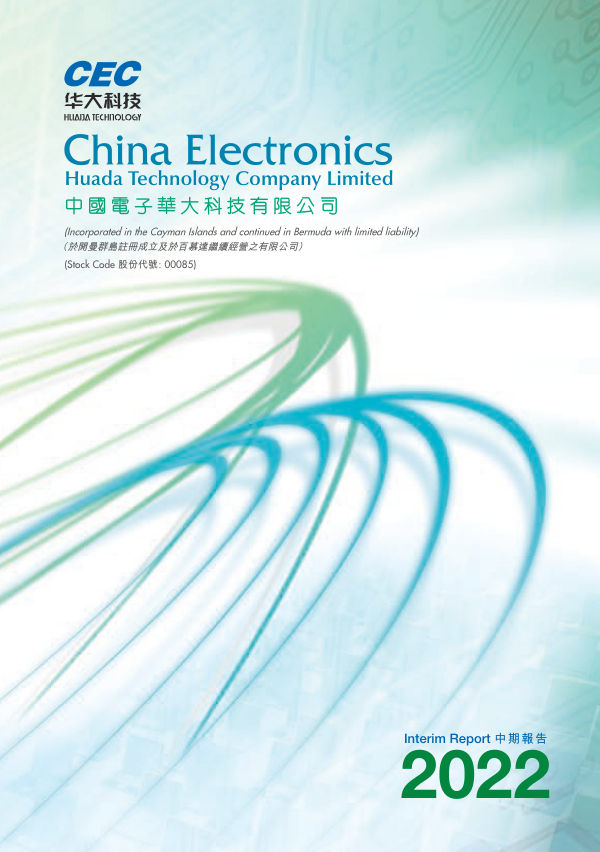 CEC
华大科技
HUADA TECHNOLOGY
China Electronics
Huada Technology Company Limited
中國電子華大科技有限公司
(Incorporated in the Cayman Islands and continued in Bermuda with limited liability)
(於開曼群島註冊成立及於百慕達繼續經營之有限公司)
(Stock Code 股份代號: 00085)
Interim Report 中期報告
2022